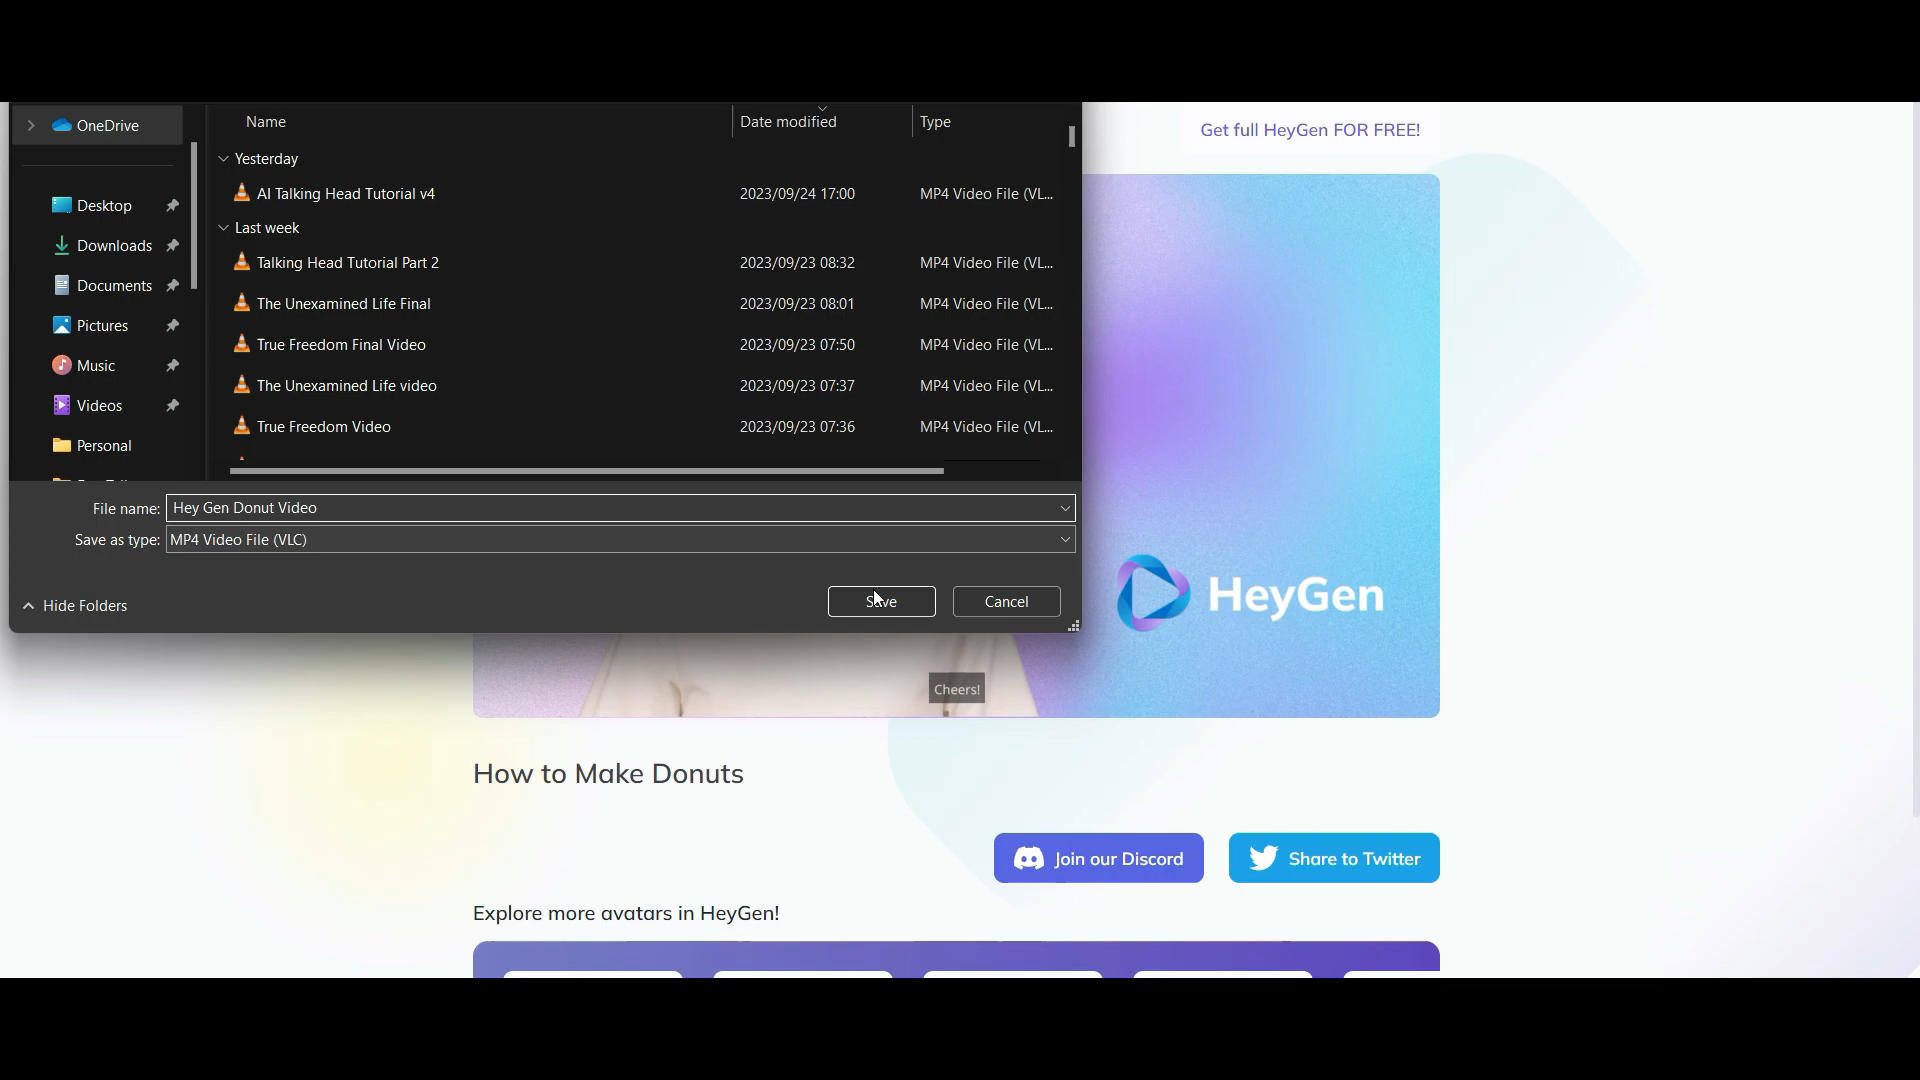 OneDrive
Name Date modified Type
Get full HeyGen FOR FREE!
Yesterday
AI Talking Head Tutorial v4 2023/09/24 17:00 MP4 Video File (VL...
Last week
Desktop
Downloads
Documents
Pictures
Music
Videos
Personal
Talking Head Tutorial Part 2 2023/09/23 08:32 MP4 Video File (VL...
The Unexamined Life Final 2023/09/23 08:01 MP4 Video File (VL...
True Freedom Final Video 2023/09/23 07:50 MP4 Video File (VL...
The Unexamined Life video 2023/09/23 07:37 MP4 Video File (VL...
True Freedom Video 2023/09/23 07:36 MP4 Video File (VL...
File name: Hey Gen Donut Video
Save as type: MP4 Video File (VLC)
Hide Folders
Save Cancel
HeyGen
Cheers!
How to Make Donuts
Join our Discord Share to Twitter
Explore more avatars in HeyGen!